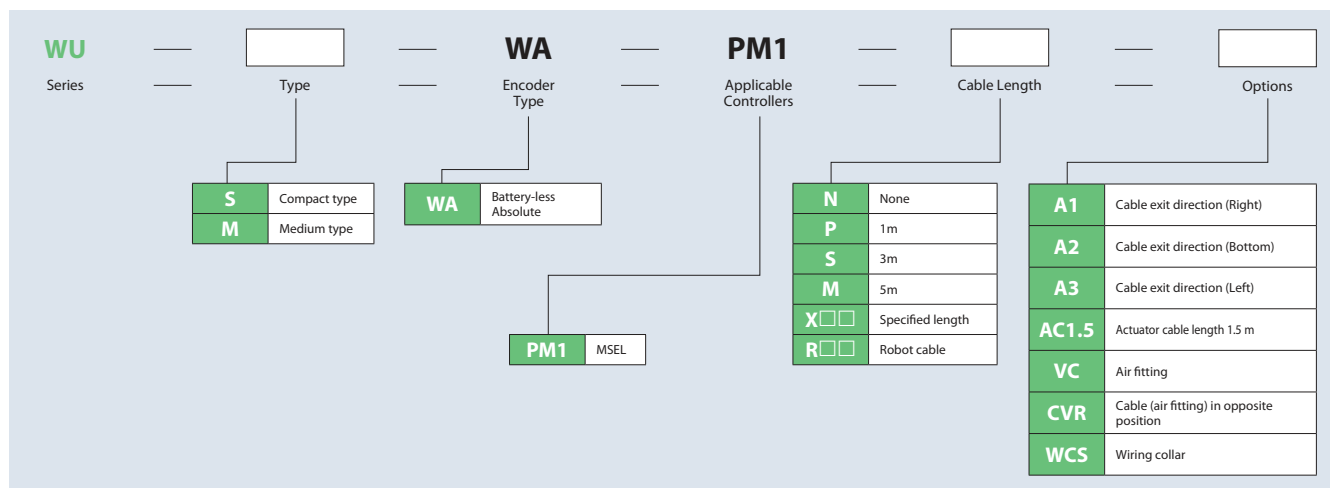 WU — — WA — PM1 — —
Series — Type — Encoder Type — Applicable Controllers — Cable Length — Options
S Compact type
M Medium type
WA Battery-less Absolute
PM1 MSEL
N None
P 1m
S 3m
M 5m
X□□ Specified length
R□□ Robot cable
A1 Cable exit direction (Right)
A2 Cable exit direction (Bottom)
A3 Cable exit direction (Left)
AC1.5 Actuator cable length 1.5 m
VC Air fitting
CVR Cable (air fitting) in opposite position
WCS Wiring collar